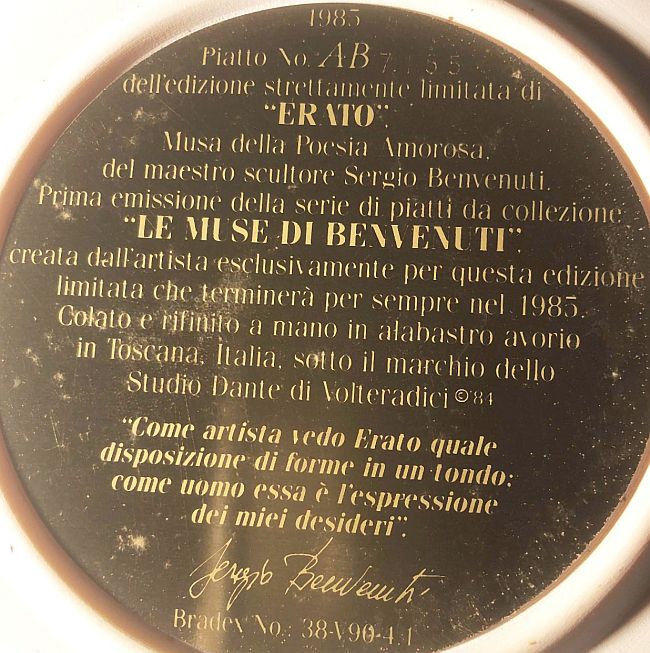 1985
Piatto No. AB
dell'edizione strettamente limitata di
"ERATO",
Musa della Poesia Amorosa,
del maestro scultore Sergio Benvenuti.
Prima emissione della serie di piatti da collezione
"LE MUSE DI BENVENUTI",
creata dall'artista esclusivamente per questa edizione
limitata che terminerà per sempre nel 1985.
Colato e rifinito a mano in alabastro avorio
in Toscana, Italia, sotto il marchio dello
Studio Dante di Volteradici ©'84
"Come artista vedo Erato quale
disposizione di forme in un tondo;
come uomo essa è l'espressione
dei miei desideri".
Sergio Benvenuti
Bradex No.: 38-V90-4.1